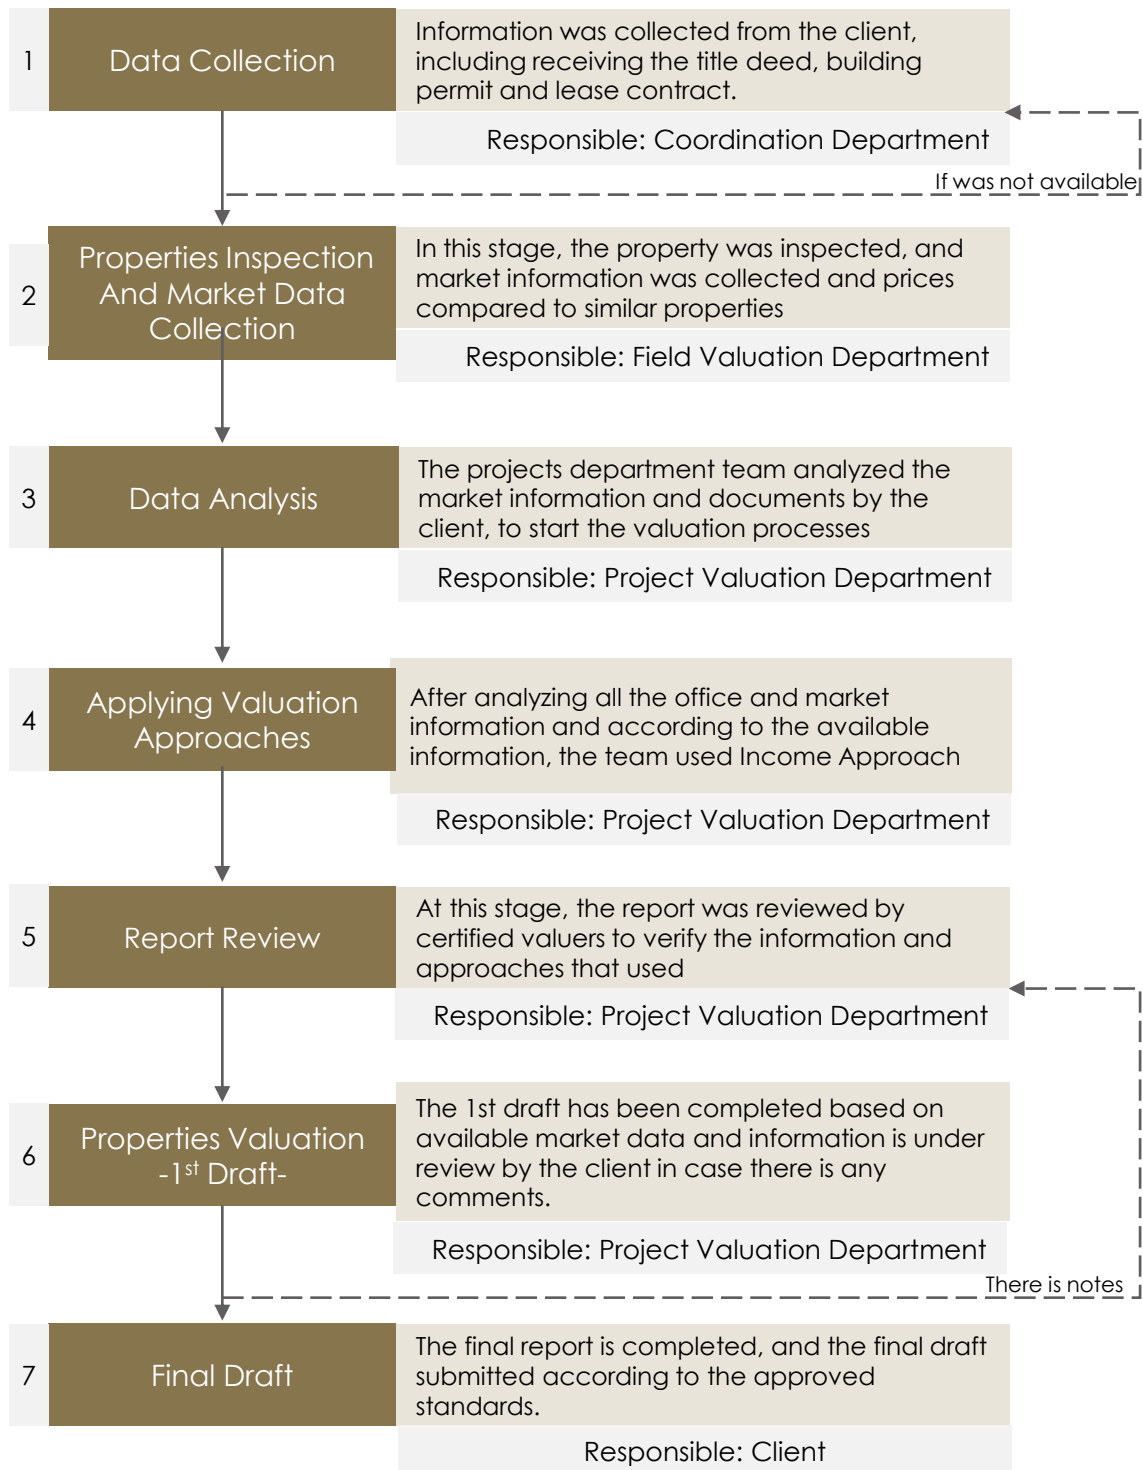 1
Data Collection
Information was collected from the client,
including receiving the title deed, building
permit and lease contract.
Responsible: Coordination Department
If was not available
2
Properties Inspection
And Market Data
Collection
In this stage, the property was inspected, and
market information was collected and prices
compared to similar properties
Responsible: Field Valuation Department
3
Data Analysis
The projects department team analyzed the
market information and documents by the
client, to start the valuation processes
Responsible: Project Valuation Department
4
Applying Valuation
Approaches
After analyzing all the office and market
information and according to the available
information, the team used Income Approach
Responsible: Project Valuation Department
5
Report Review
At this stage, the report was reviewed by
certified valuers to verify the information and
approaches that used
Responsible: Project Valuation Department
6
Properties Valuation
-1st Draft-
The 1st draft has been completed based on
available market data and information is under
review by the client in case there is any
comments.
Responsible: Project Valuation Department
There is notes
7
Final Draft
The final report is completed, and the final draft
submitted according to the approved
standards.
Responsible: Client